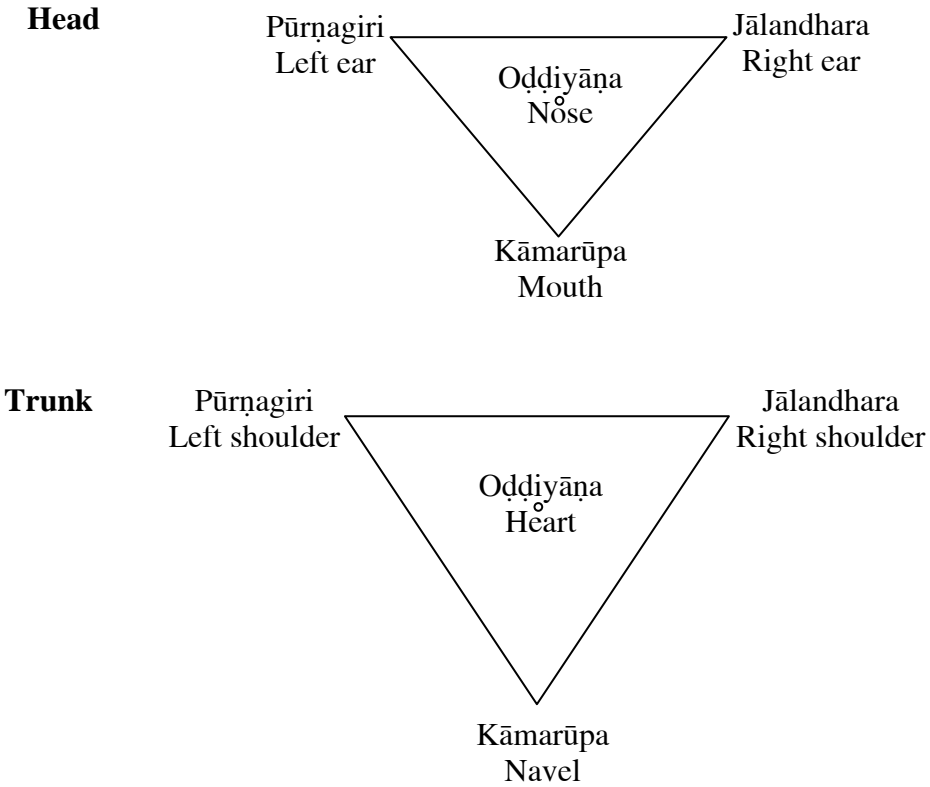 Head
Pūrṇagiri
Left ear
Jālandhara
Right ear
Oḍḍiyāṇa
Nose
Kāmarūpa
Mouth
Trunk
Pūrṇagiri
Left shoulder
Jālandhara
Right shoulder
Oḍḍiyāṇa
Heart
Kāmarūpa
Navel